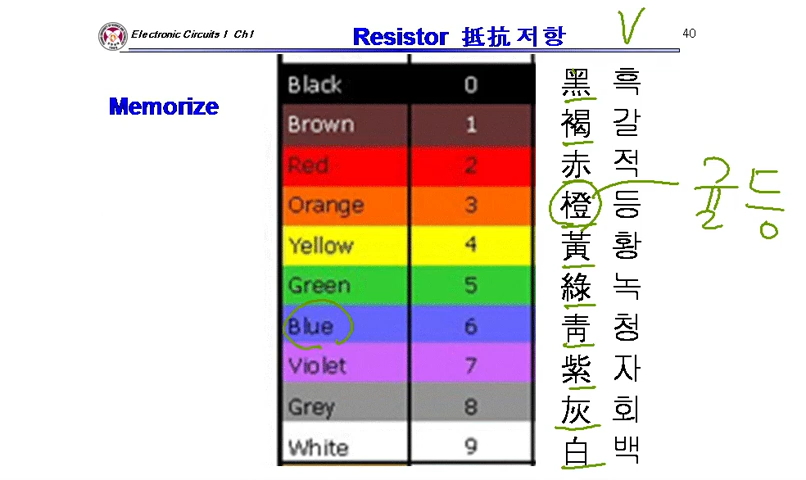 Electronic Circuits 1 Ch1
Resistor 抵抗 저항
V
40
Memorize
Black 0 黑 흑
Brown 1 褐 갈
Red 2 赤 적
Orange 3 橙 등 귤 등
Yellow 4 黃 황
Green 5 綠 녹
Blue 6 靑 청
Violet 7 紫 자
Grey 8 灰 회
White 9 白 백